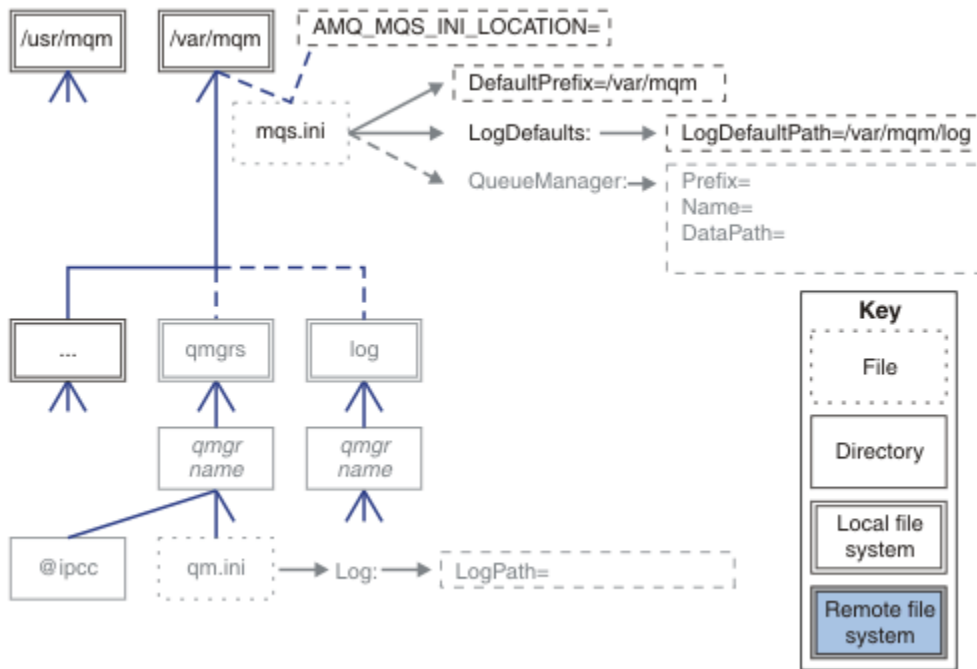 /usr/mqm
/var/mqm
AMQ_MQS_INI_LOCATION=
mqs.ini
DefaultPrefix=/var/mqm
LogDefaults:
LogDefaultPath=/var/mqm/log
QueueManager:
Prefix=
Name=
DataPath=
...
qmgrs
log
qmgr
name
qmgr
name
@ipcc
qm.ini
Log:
LogPath=
Key
File
Directory
Local file
system
Remote file
system